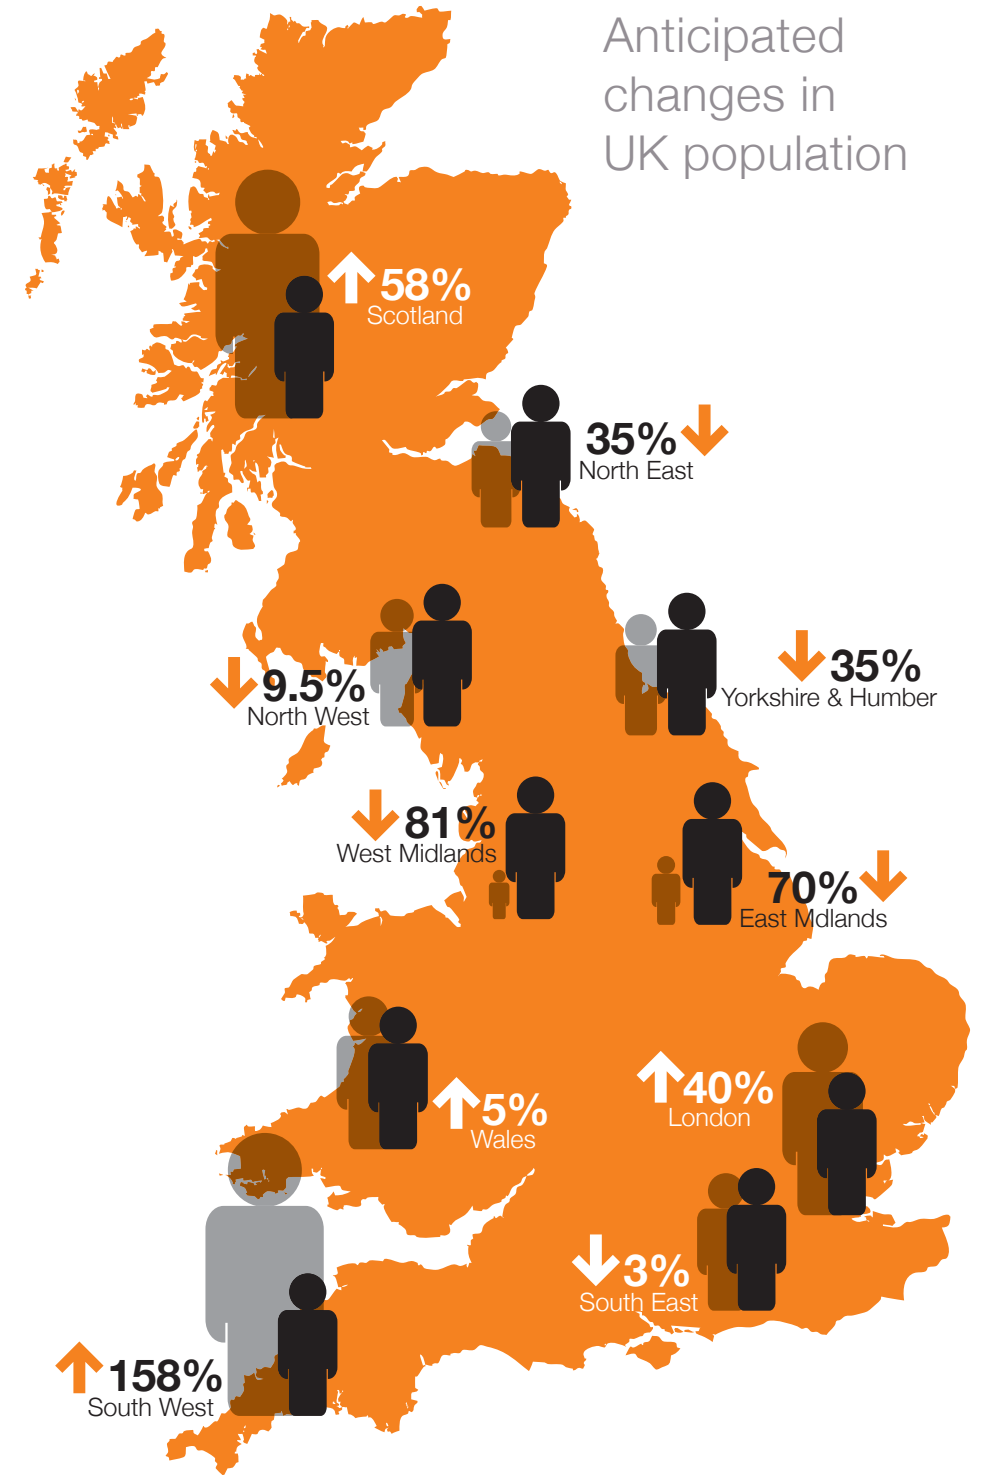 Anticipated
changes in
UK population
58%
Scotland
35%
North East
9.5%
North West
35%
Yorkshire & Humber
81%
West Midlands
70%
East Mdlands
5%
Wales
40%
London
3%
South East
158%
South West